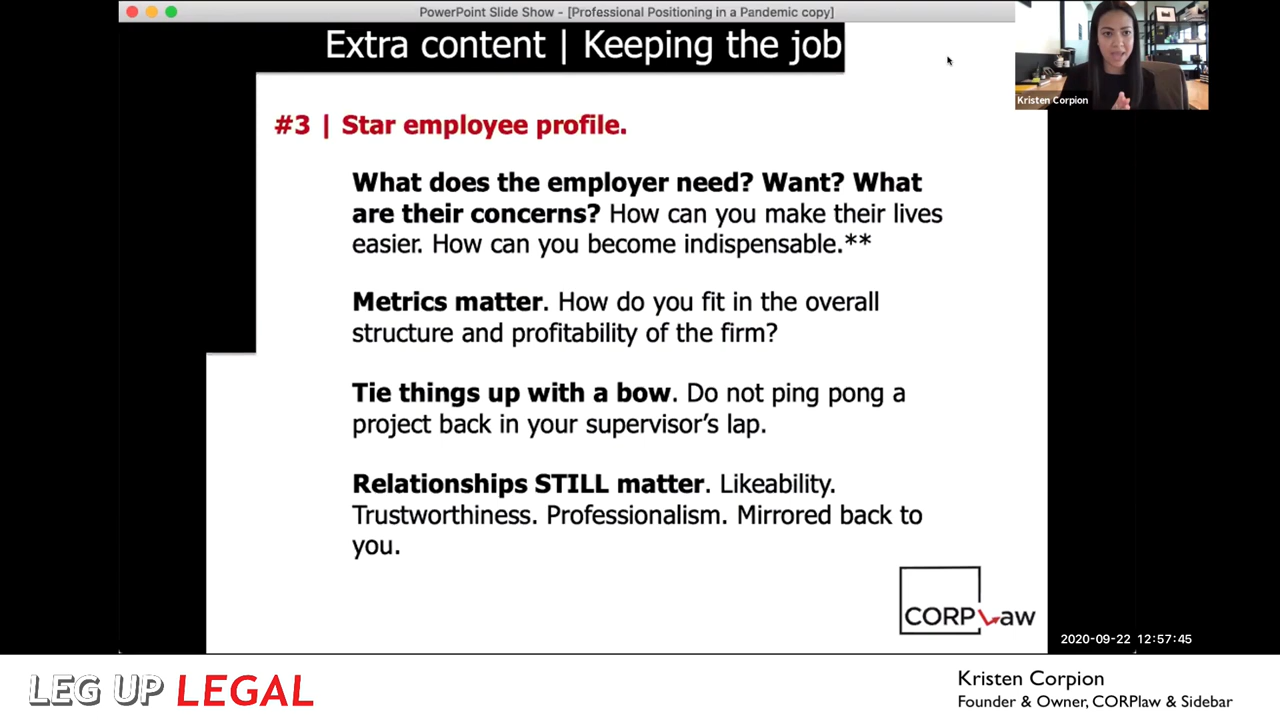 PowerPoint Slide Show - [Professional Positioning in a Pandemic copy]
Extra content | Keeping the job
Kristen Corpion
#3 | Star employee profile.
What does the employer need? Want? What
are their concerns? How can you make their lives
easier. How can you become indispensable.**
Metrics matter. How do you fit in the overall
structure and profitability of the firm?
Tie things up with a bow. Do not ping pong a
project back in your supervisor's lap.
Relationships STILL matter. Likeability.
Trustworthiness. Professionalism. Mirrored back to
you.
CORPLaw
2020-09-22 12:57:45
LEG UP LEGAL
Kristen Corpion
Founder & Owner, CORPlaw & Sidebar